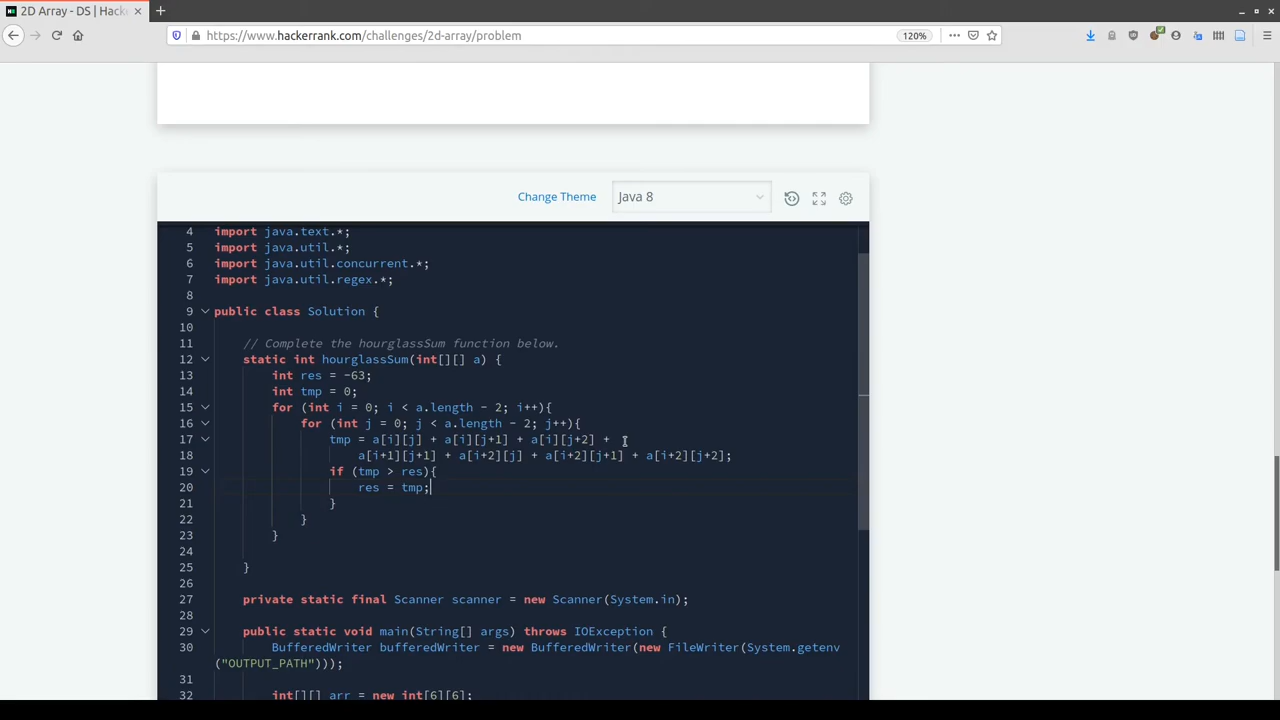 2D Array - DS | Hacke
https://www.hackerrank.com/challenges/2d-array/problem
120%
Change Theme
Java 8
4 import java.text.*;
5 import java.util.*;
6 import java.util.concurrent.*;
7 import java.util.regex.*;
8
9 public class Solution {
10
11 // Complete the hourglassSum function below.
12 static int hourglassSum(int[][] a) {
13 int res = -63;
14 int tmp = 0;
15 for (int i = 0; i < a.length - 2; i++){
16 for (int j = 0; j < a.length - 2; j++){
17 tmp = a[i][j] + a[i][j+1] + a[i][j+2] +
18 a[i+1][j+1] + a[i+2][j] + a[i+2][j+1] + a[i+2][j+2];
19 if (tmp > res){
20 res = tmp;
21 }
22 }
23 }
24
25 }
26
27 private static final Scanner scanner = new Scanner(System.in);
28
29 public static void main(String[] args) throws IOException {
30 BufferedWriter bufferedWriter = new BufferedWriter(new FileWriter(System.getenv
("OUTPUT_PATH")));
31
32 int[][] arr = new int[6][6];